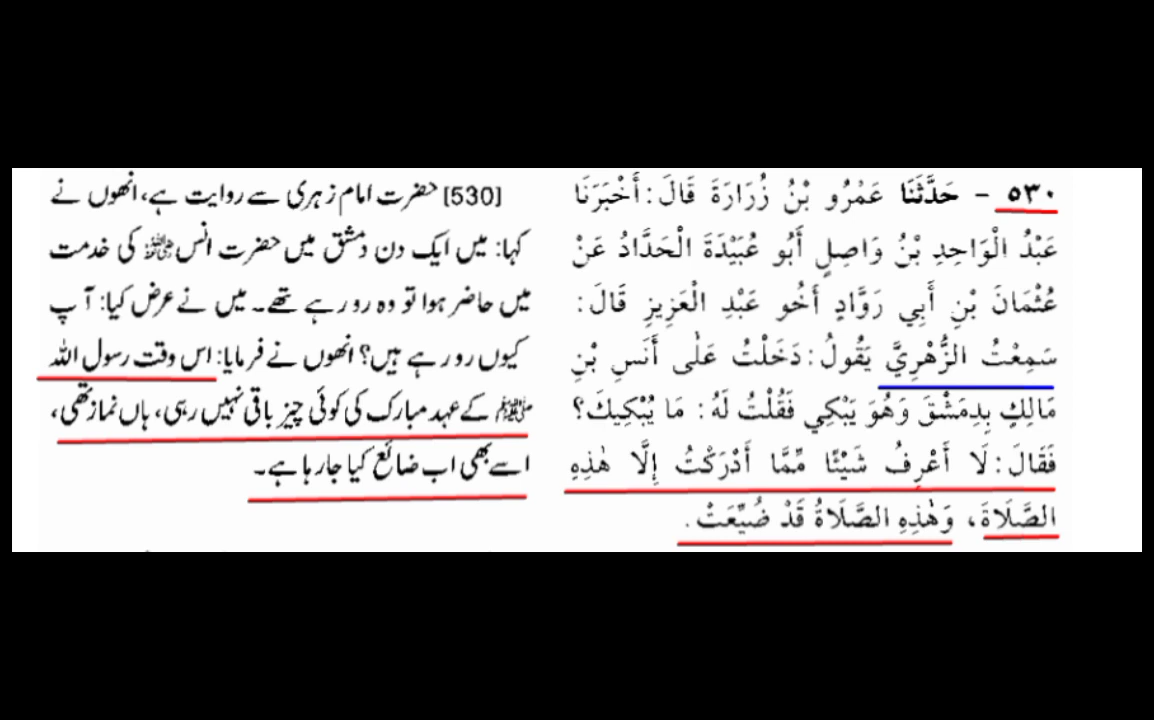 ٥٣٠ - حَدَّثَنَا عَمْرُو بْنُ زُرَارَةَ قَالَ: أَخْبَرَنَا
عَبْدُ الْوَاحِدِ بْنُ وَاصِلٍ أَبُو عُبَيْدَةَ الْحَدَّادُ عَنْ
عُثْمَانَ بْنِ أَبِي رَوَّادٍ أَخُو عَبْدِ الْعَزِيزِ قَالَ:
سَمِعْتُ الزُّهْرِيَّ يَقُولُ: دَخَلْتُ عَلٰى أَنَسِ بْنِ
مَالِكٍ بِدِمَشْقَ وَهُوَ يَبْكِي فَقُلْتُ لَهُ: مَا يُبْكِيكَ؟
فَقَالَ: لَا أَعْرِفُ شَيْئًا مِّمَّا أَدْرَكْتُ إِلَّا هٰذِهِ
الصَّلَاةَ، وَهٰذِهِ الصَّلَاةُ قَدْ ضُيِّعَتْ.
[530] حضرت امام زہری سے روایت ہے، انھوں نے
کہا: میں ایک دن دمشق میں حضرت انس رضی اللہ عنہ کی خدمت
میں حاضر ہوا تو وہ رو رہے تھے۔ میں نے عرض کیا: آپ
کیوں رو رہے ہیں؟ انھوں نے فرمایا: اس وقت رسول اللہ
ﷺ کے عہد مبارک کی کوئی چیز باقی نہیں رہی، ہاں نماز تھی،
اسے بھی اب ضائع کیا جا رہا ہے۔